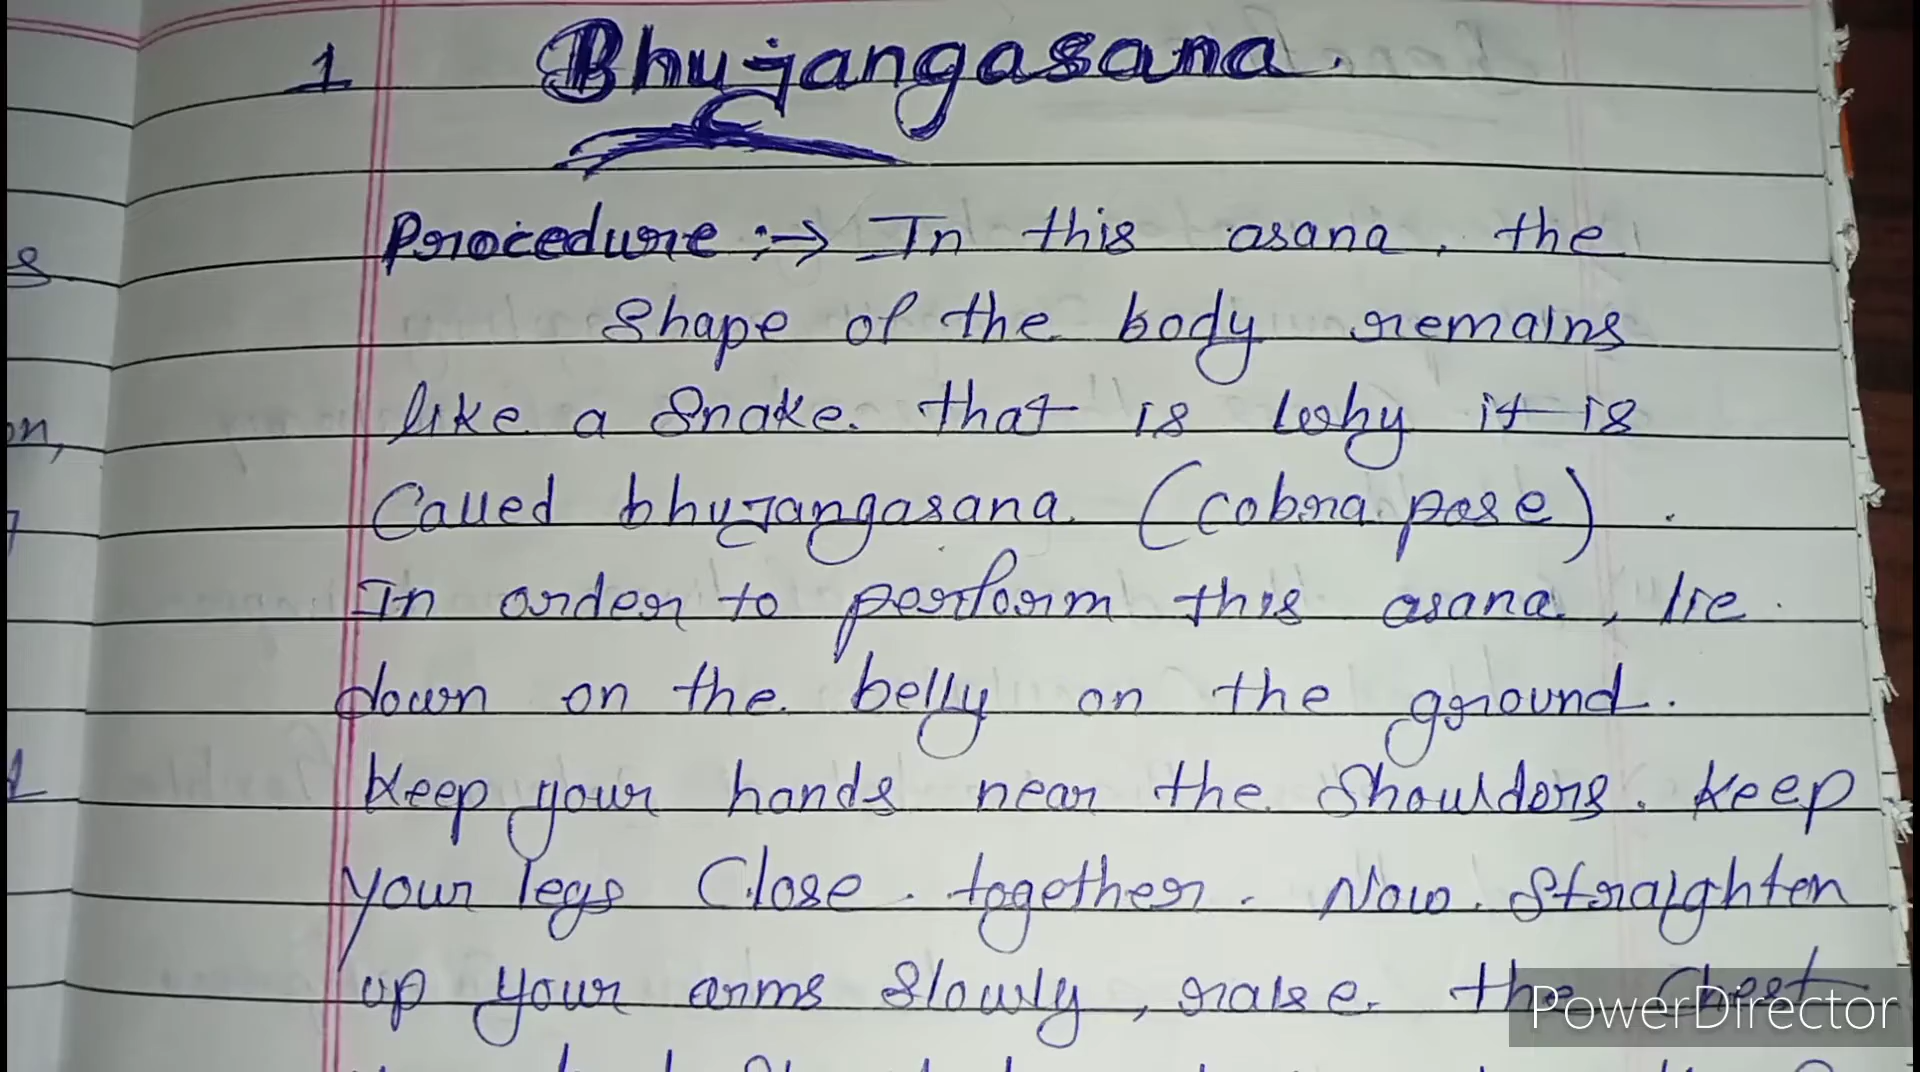 1 Bhujangasana.
Procedure :→ In this asana, the
Shape of the body remains
like a Snake. that is why it is
Called bhujangasana. (cobra pose).
In order to perform this asana, lie
down on the belly on the ground.
Keep your hands near the Shoulders. Keep
your legs Close together. Now Straighten
up your arms Slowly, raise the Chest
PowerDirector